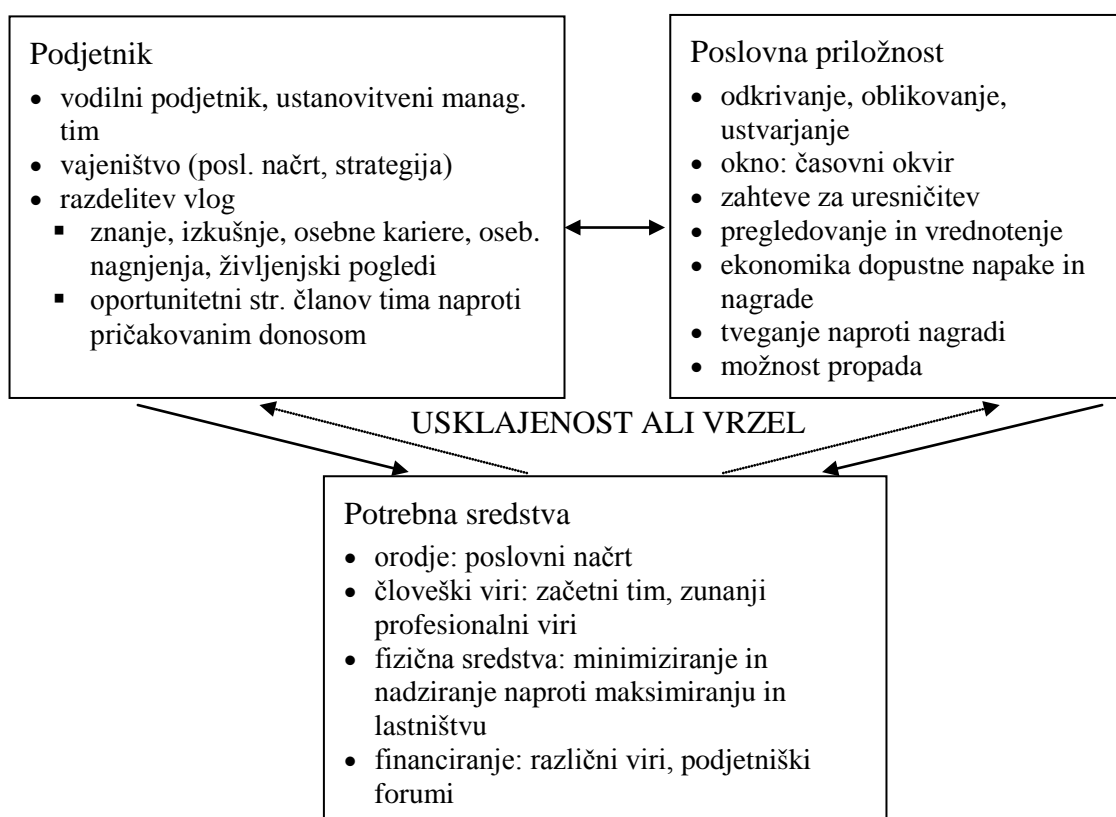 Podjetnik
• vodilni podjetnik, ustanovitveni manag.
tim
• vajeništvo (posl. načrt, strategija)
• razdelitev vlog
▪ znanje, izkušnje, osebne kariere, oseb.
nagnjenja, življenjski pogledi
▪ oportunitetni str. članov tima naproti
pričakovanim donosom
Poslovna priložnost
• odkrivanje, oblikovanje,
ustvarjanje
• okno: časovni okvir
• zahteve za uresničitev
• pregledovanje in vrednotenje
• ekonomika dopustne napake in
nagrade
• tveganje naproti nagradi
• možnost propada
USKLAJENOST ALI VRZEL
Potrebna sredstva
• orodje: poslovni načrt
• človeški viri: začetni tim, zunanji
profesionalni viri
• fizična sredstva: minimiziranje in
nadziranje naproti maksimiranju in
lastništvu
• financiranje: različni viri, podjetniški
forumi